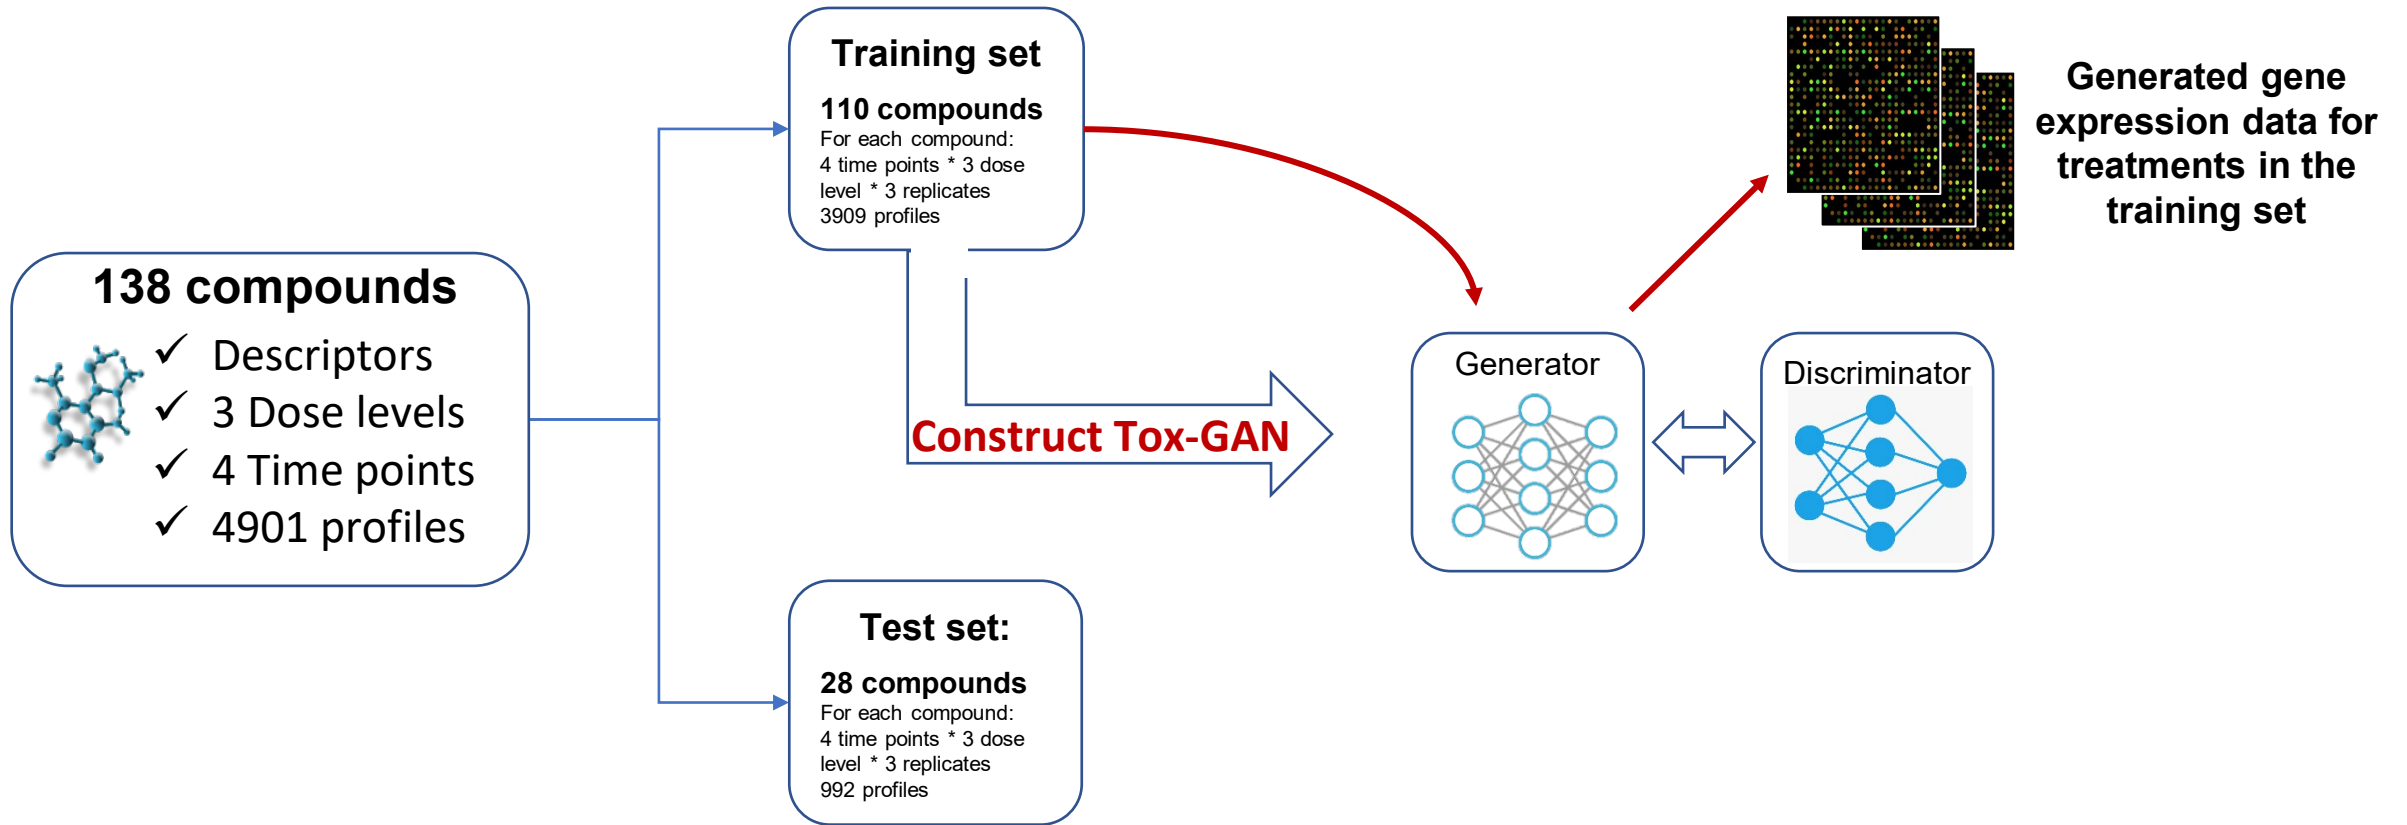 138 compounds
✓ Descriptors
✓ 3 Dose levels
✓ 4 Time points
✓ 4901 profiles
Training set
110 compounds
For each compound:
4 time points * 3 dose
level * 3 replicates
3909 profiles
Test set:
28 compounds
For each compound:
4 time points * 3 dose
level * 3 replicates
992 profiles
Construct Tox-GAN
Generator
Discriminator
Generated gene
expression data for
treatments in the
training set